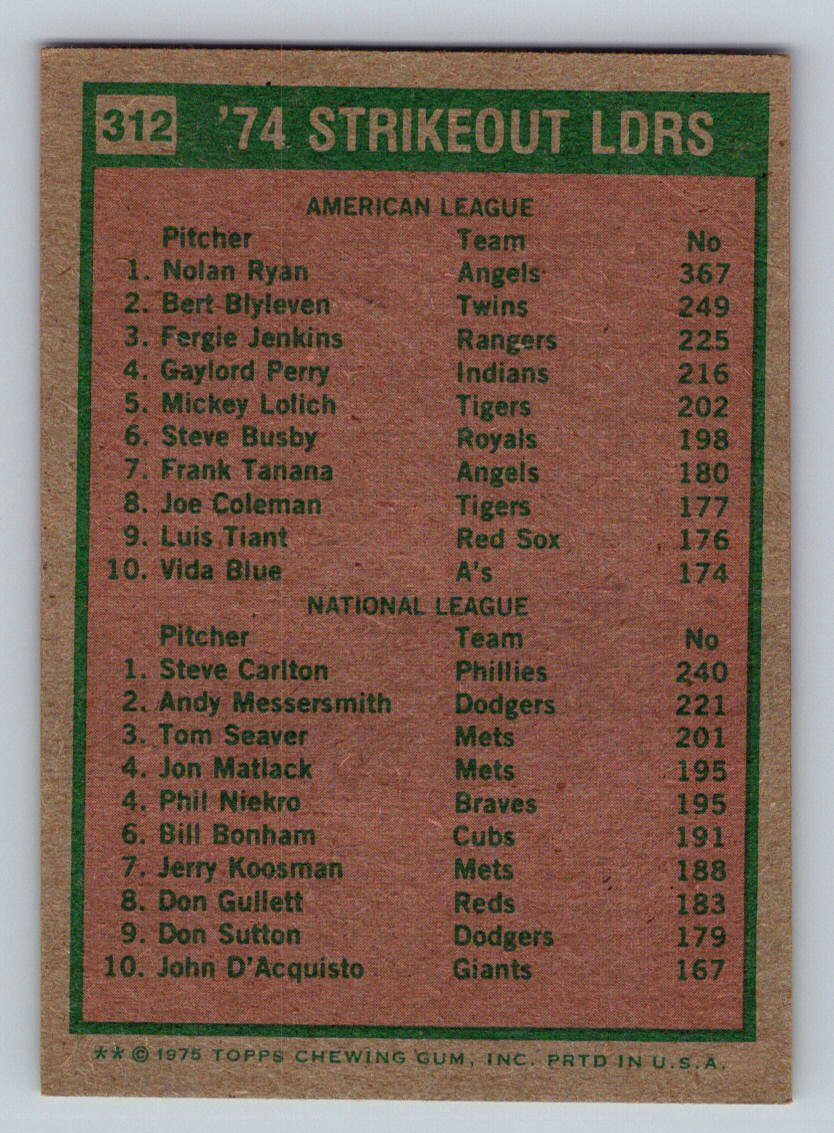 312 '74 STRIKEOUT LDRS
AMERICAN LEAGUE
Pitcher Team No
1. Nolan Ryan Angels 367
2. Bert Blyleven Twins 249
3. Fergie Jenkins Rangers 225
4. Gaylord Perry Indians 216
5. Mickey Lolich Tigers 202
6. Steve Busby Royals 198
7. Frank Tanana Angels 180
8. Joe Coleman Tigers 177
9. Luis Tiant Red Sox 176
10. Vida Blue A's 174
NATIONAL LEAGUE
Pitcher Team No
1. Steve Carlton Phillies 240
2. Andy Messersmith Dodgers 221
3. Tom Seaver Mets 201
4. Jon Matlack Mets 195
4. Phil Niekro Braves 195
6. Bill Bonham Cubs 191
7. Jerry Koosman Mets 188
8. Don Gullett Reds 183
9. Don Sutton Dodgers 179
10. John D'Acquisto Giants 167
** © 1975 TOPPS CHEWING GUM, INC. PRTD IN U.S.A.